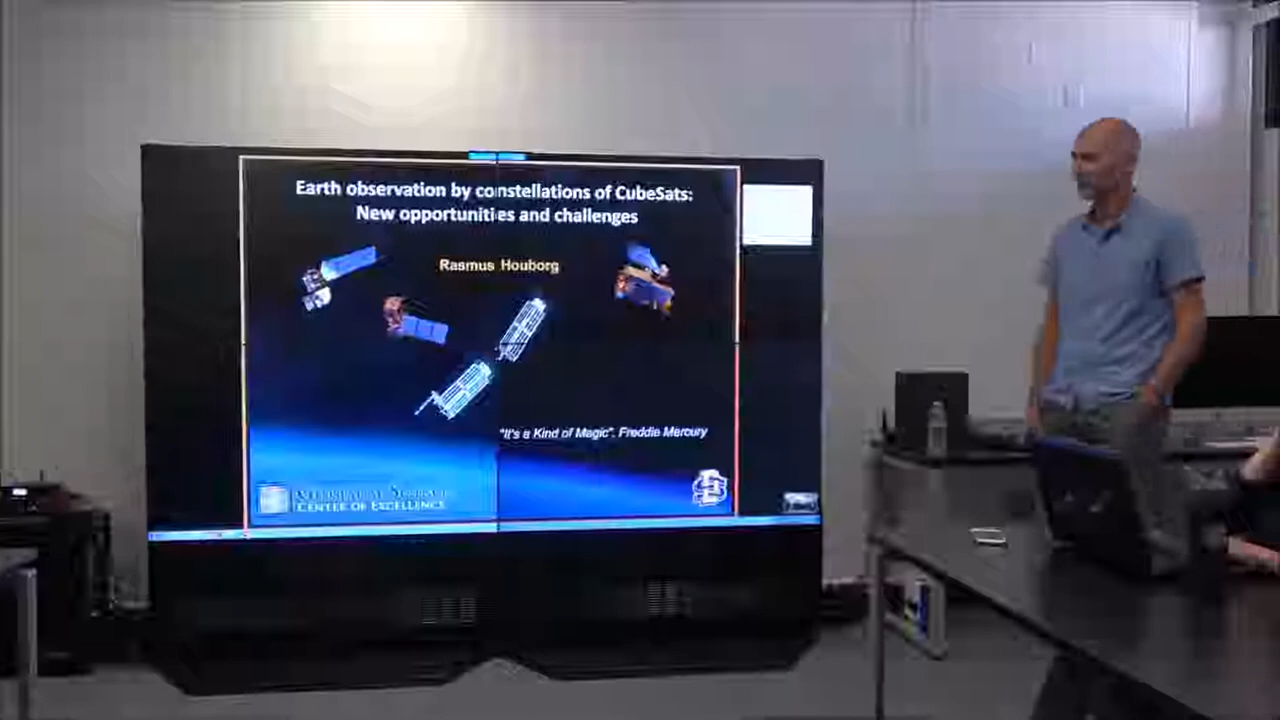 Earth observation by constellations of CubeSats:
New opportunities and challenges
Rasmus Houborg
"It's a Kind of Magic". Freddie Mercury
CENTER OF EXCELLENCE